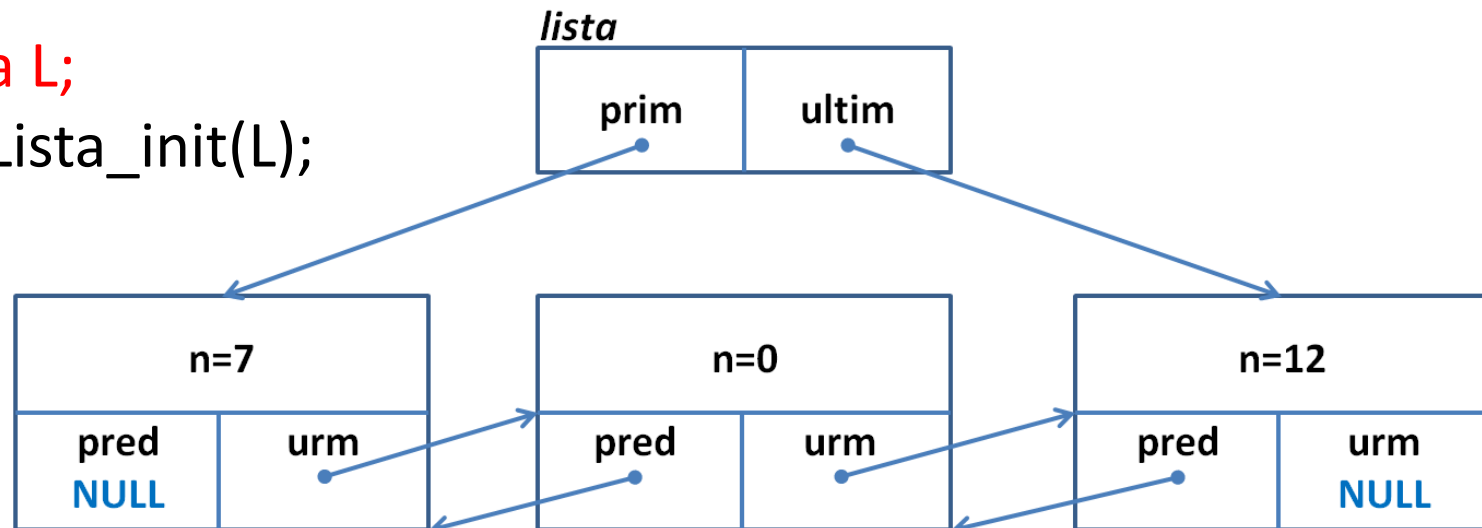 lista
a L;
Lista_init(L);
prim ultim
n=7 n=0 n=12
pred urm pred urm pred urm
NULL NULL